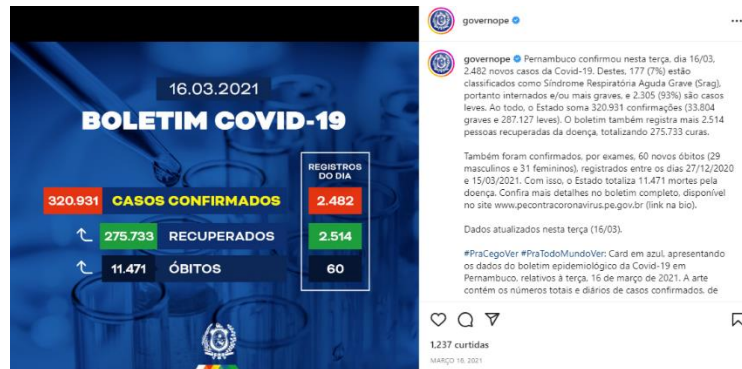 16.03.2021
BOLETIM COVID-19
REGISTROS
DO DIA
320.931 CASOS CONFIRMADOS 2.482
275.733 RECUPERADOS 2.514
11.471 ÓBITOS 60
governope
governope Pernambuco confirmou nesta terça, dia 16/03,
2.482 novos casos da Covid-19. Destes, 177 (7%) estão
classificados como Síndrome Respiratória Aguda Grave (Srag),
portanto internados e/ou mais graves, e 2.305 (93%) são casos
leves. Ao todo, o Estado soma 320.931 confirmações (33.804
graves e 287.127 leves). O boletim também registra mais 2.514
pessoas recuperadas da doença, totalizando 275.733 curas.
Também foram confirmados, por exames, 60 novos óbitos (29
masculinos e 31 femininos), registrados entre os dias 27/12/2020
e 15/03/2021. Com isso, o Estado totaliza 11.471 mortes pela
doença. Confira mais detalhes no boletim completo, disponível
no site www.pecontracoronavirus.pe.gov.br (link na bio).
Dados atualizados nesta terça (16/03).
#PraCegoVer #PraTodoMundoVer: Card em azul, apresentando
os dados do boletim epidemiológico da Covid-19 em
Pernambuco, relativos à terça, 16 de março de 2021. A arte
contém os números totais e diários de casos confirmados, de
1,237 curtidas
MARÇO 16, 2021